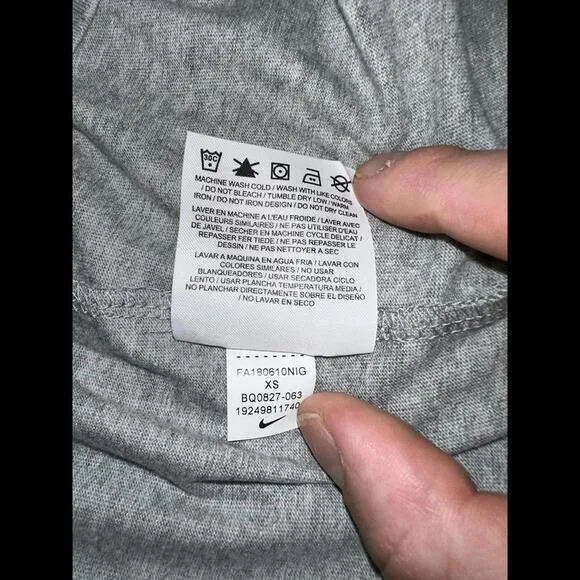 30C
MACHINE WASH COLD / WASH WITH LIKE COLORS
/ DO NOT BLEACH / TUMBLE DRY LOW / WARM
IRON / DO NOT IRON DESIGN / DO NOT DRY CLEAN
LAVER EN MACHINE A L'EAU FROIDE / LAVER AVEC
COULEURS SIMILAIRES / NE PAS UTILISER D'EAU
DE JAVEL / SECHER EN MACHINE CYCLE DELICAT /
REPASSER FER TIEDE / NE PAS REPASSER LE
DESSIN / NE PAS NETTOYER A SEC
LAVAR A MAQUINA EN AGUA FRIA / LAVAR CON
COLORES SIMILARES / NO USAR
BLANQUEADORES / USAR SECADORA CICLO
LENTO / USAR PLANCHA TEMPERATURA MEDIA /
NO PLANCHAR DIRECTAMENTE SOBRE EL DISEÑO
/ NO LAVAR EN SECO
FA180610NIG
XS
BQ0827-063
19249811740